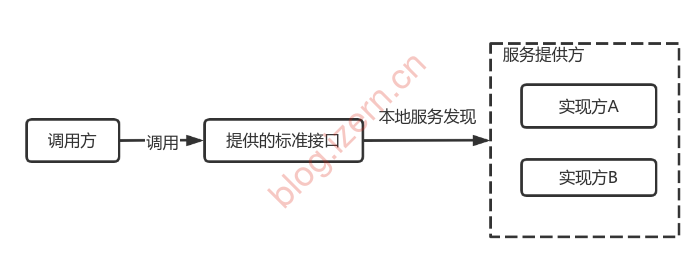 服务提供方
调用方
调用
提供的标准接口
本地服务发现
实现方A
实现方B
blog.izern.cn